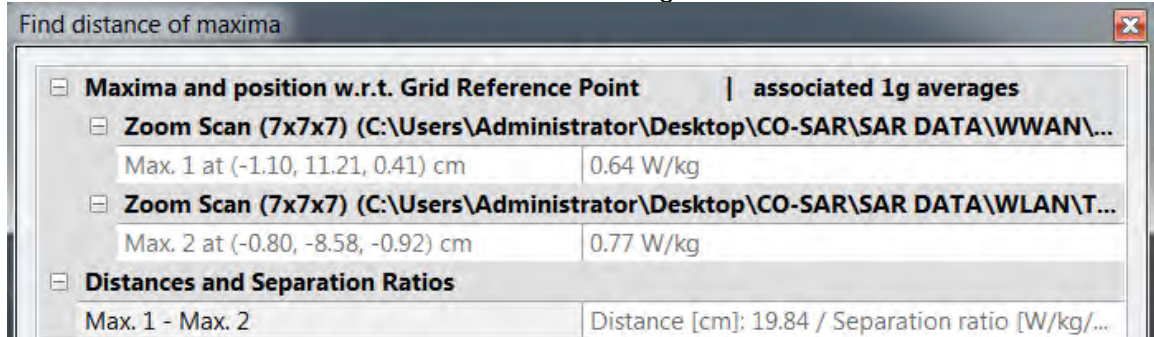 Find distance of maxima
Maxima and position w.r.t. Grid Reference Point | associated 1g averages
Zoom Scan (7x7x7) (C:\Users\Administrator\Desktop\CO-SAR\SAR DATA\WWAN\...
Max. 1 at (-1.10, 11.21, 0.41) cm 0.64 W/kg
Zoom Scan (7x7x7) (C:\Users\Administrator\Desktop\CO-SAR\SAR DATA\WLAN\T...
Max. 2 at (-0.80, -8.58, -0.92) cm 0.77 W/kg
Distances and Separation Ratios
Max. 1 - Max. 2 Distance [cm]: 19.84 / Separation ratio [W/kg/...